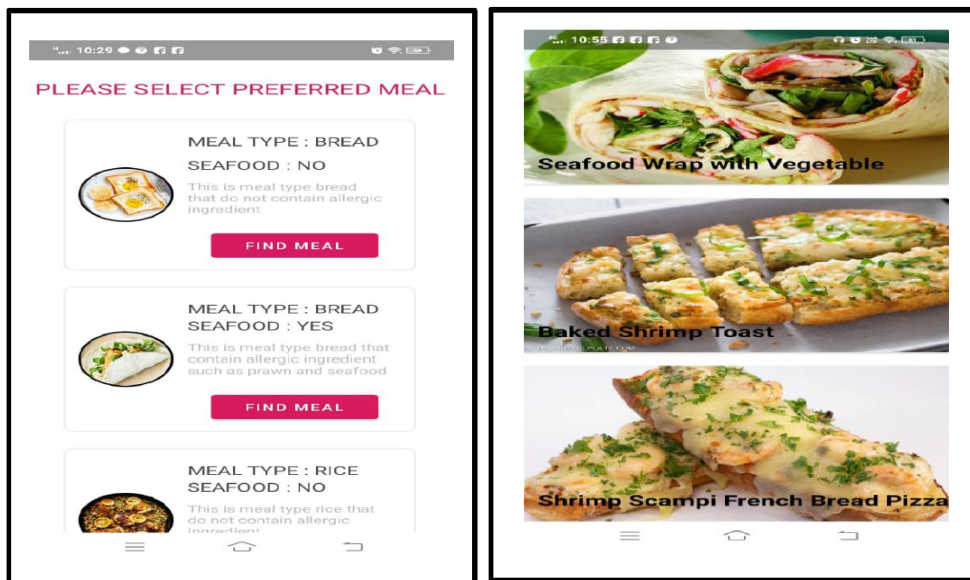 10:29
PLEASE SELECT PREFERRED MEAL
MEAL TYPE : BREAD
SEAFOOD : NO
This is meal type bread
that do not contain allergic
ingredient
FIND MEAL
MEAL TYPE : BREAD
SEAFOOD : YES
This is meal type bread that
contain allergic ingredient
such as prawn and seafood
FIND MEAL
MEAL TYPE : RICE
SEAFOOD : NO
This is meal type rice that
do not contain allergic
ingredient
10:55
Seafood Wrap with Vegetable
Baked Shrimp Toast
Shrimp Scampi French Bread Pizza